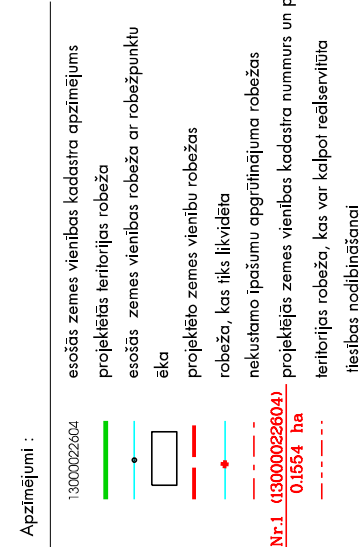 Apzīmējumi :
13000022604 esošās zemes vienības kadastra apzīmējums
projektētās teritorijas robeža
esošās zemes vienības robeža ar robežpunktu
ēka
projektēto zemes vienību robežas
robeža, kas tiks likvidēta
nekustamo īpašumu apgrūtinājuma robežas
Nr.1 (13000022604) projektējās zemes vienības kadastra nummurs un p
0.1554 ha
teritorijas robeža, kas var kalpot reālservitūta
tiesības nodibināšanai